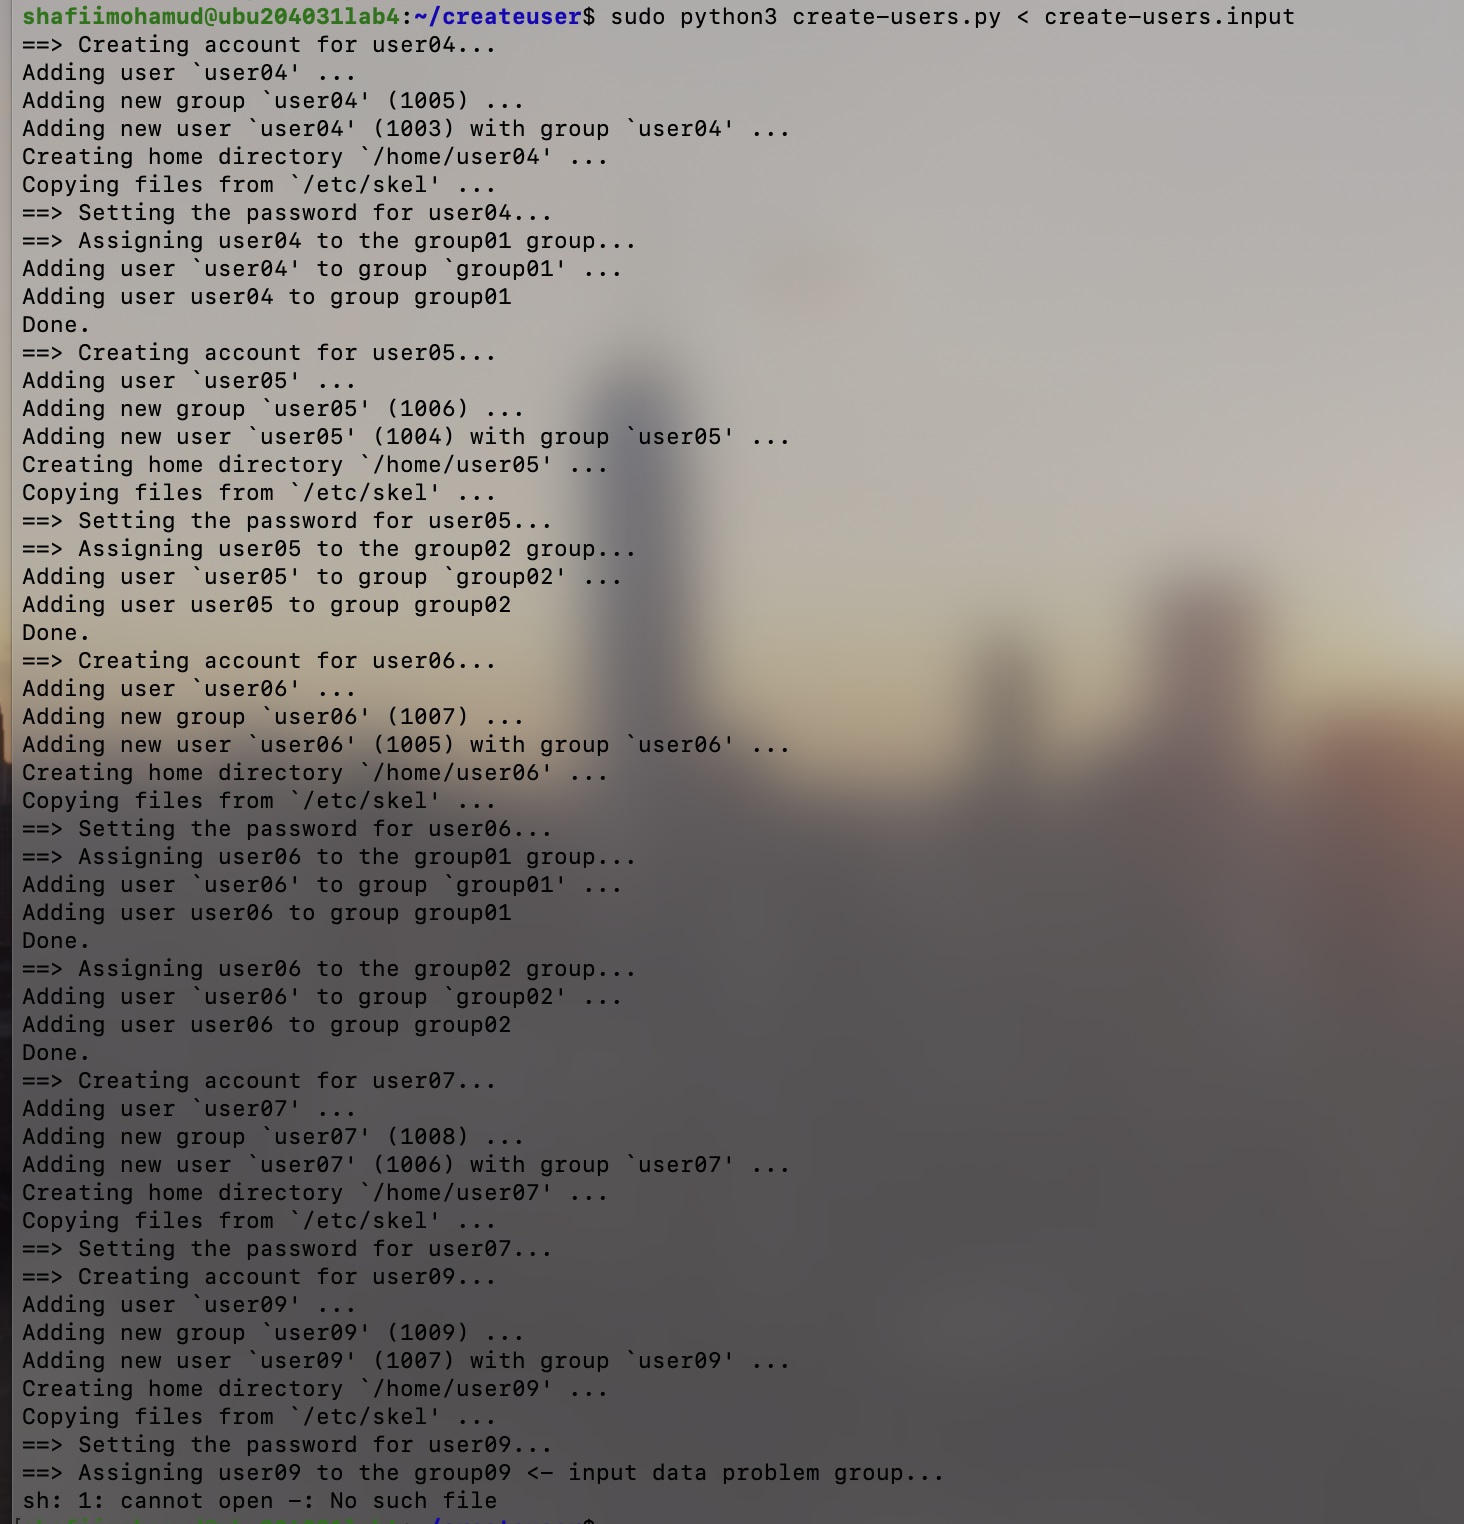 shafiimohamud@ubu204031lab4:~/createuser$ sudo python3 create-users.py < create-users.input
==> Creating account for user04...
Adding user `user04' ...
Adding new group `user04' (1005) ...
Adding new user `user04' (1003) with group `user04' ...
Creating home directory `/home/user04' ...
Copying files from `/etc/skel' ...
==> Setting the password for user04...
==> Assigning user04 to the group01 group...
Adding user `user04' to group `group01' ...
Adding user user04 to group group01
Done.
==> Creating account for user05...
Adding user `user05' ...
Adding new group `user05' (1006) ...
Adding new user `user05' (1004) with group `user05' ...
Creating home directory `/home/user05' ...
Copying files from `/etc/skel' ...
==> Setting the password for user05...
==> Assigning user05 to the group02 group...
Adding user `user05' to group `group02' ...
Adding user user05 to group group02
Done.
==> Creating account for user06...
Adding user `user06' ...
Adding new group `user06' (1007) ...
Adding new user `user06' (1005) with group `user06' ...
Creating home directory `/home/user06' ...
Copying files from `/etc/skel' ...
==> Setting the password for user06...
==> Assigning user06 to the group01 group...
Adding user `user06' to group `group01' ...
Adding user user06 to group group01
Done.
==> Assigning user06 to the group02 group...
Adding user `user06' to group `group02' ...
Adding user user06 to group group02
Done.
==> Creating account for user07...
Adding user `user07' ...
Adding new group `user07' (1008) ...
Adding new user `user07' (1006) with group `user07' ...
Creating home directory `/home/user07' ...
Copying files from `/etc/skel' ...
==> Setting the password for user07...
==> Creating account for user09...
Adding user `user09' ...
Adding new group `user09' (1009) ...
Adding new user `user09' (1007) with group `user09' ...
Creating home directory `/home/user09' ...
Copying files from `/etc/skel' ...
==> Setting the password for user09...
==> Assigning user09 to the group09 <- input data problem group...
sh: 1: cannot open -: No such file